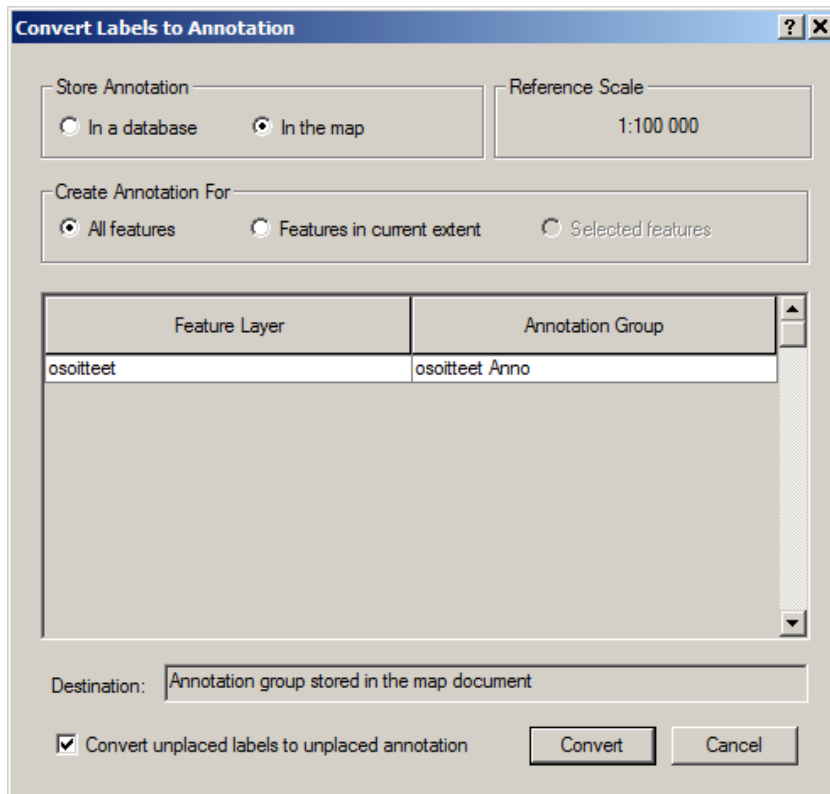 Convert Labels to Annotation
Store Annotation
In a database
In the map
Reference Scale
1:100 000
Create Annotation For
All features
Features in current extent
Selected features
Feature Layer
Annotation Group
osoitteet
osoitteet Anno
Destination:
Annotation group stored in the map document
Convert unplaced labels to unplaced annotation
Convert
Cancel